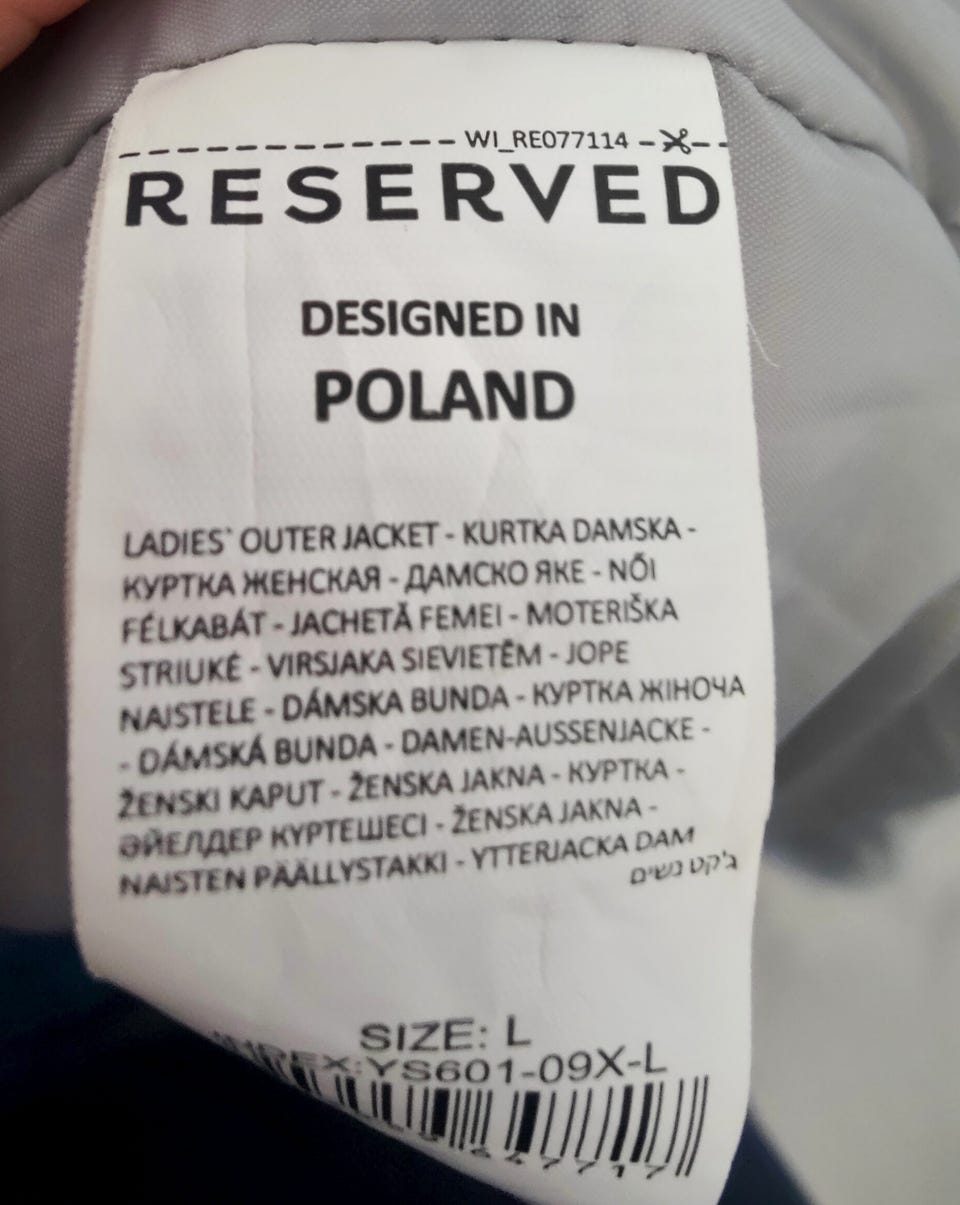 WI_RE077114
RESERVED
DESIGNED IN
POLAND
LADIES` OUTER JACKET - KURTKA DAMSKA -
КУРТКА ЖЕНСКАЯ - ДАМСКО ЯКЕ - NŐI
FÉLKABÁT - JACHETĂ FEMEI - MOTERIŠKA
STRIUKĖ - VIRSJAKA SIEVIETĒM - JOPE
NAISTELE - DÁMSKA BUNDA - КУРТКА ЖІНОЧА
- DÁMSKÁ BUNDA - DAMEN-AUSSENJACKE -
ŽENSKI KAPUT - ŽENSKA JAKNA - КУРТКА -
ӘЙЕЛДЕР КҮРТЕШЕСІ - ŽENSKA JAKNA -
NAISTEN PÄÄLLYSTAKKI - YTTERJACKA DAM
ג'קט נשים
SIZE: L
INDEX:YS601-09X-L